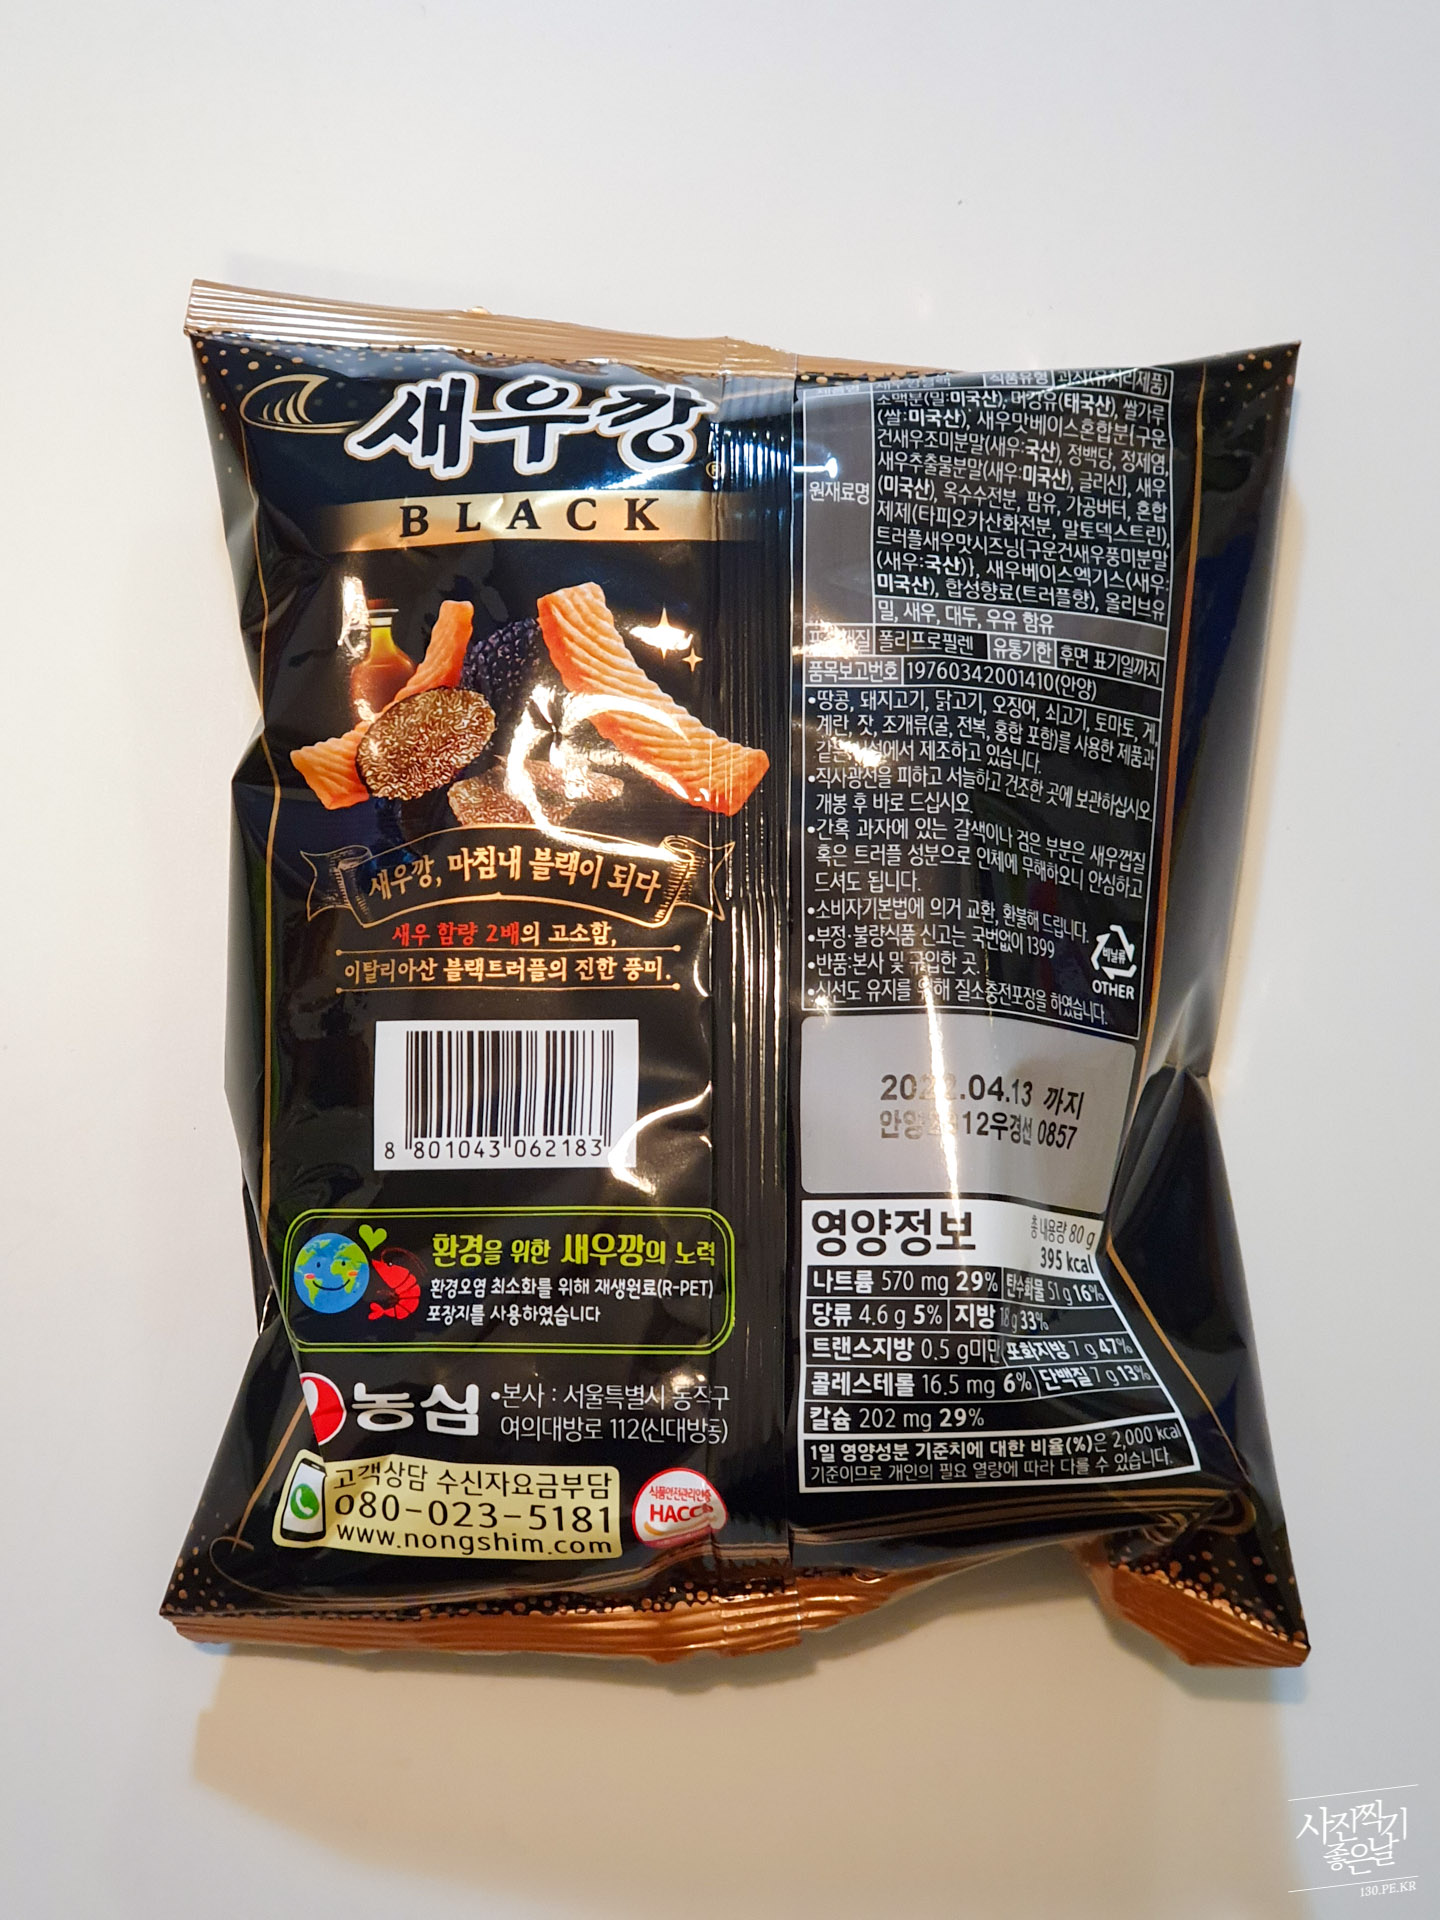 새우깡
BLACK
새우깡, 마침내 블랙이 되다
새우 함량 2배의 고소함,
이탈리아산 블랙트러플의 진한 풍미.
8 801043 062183
환경을 위한 새우깡의 노력
환경오염 최소화를 위해 재생원료(R-PET)
포장지를 사용하였습니다
농심
•본사 : 서울특별시 동작구
여의대방로 112(신대방동)
고객상담 수신자요금부담
080-023-5181
www.nongshim.com
HACCP
식품유형 과자(유처리제품)
원재료명
소맥분(밀:미국산), 미강유(태국산), 쌀가루
(쌀:미국산), 새우맛베이스혼합분{구운
건새우조미분말(새우:국산), 정백당, 정제염,
새우추출물분말(새우:미국산), 글리신}, 새우
(미국산), 옥수수전분, 팜유, 가공버터, 혼합
제제(타피오카산화전분, 말토덱스트린),
트러플새우맛시즈닝{구운건새우풍미분말
(새우:국산)}, 새우베이스엑기스(새우:
미국산), 합성향료(트러플향), 올리브유
밀, 새우, 대두, 우유 함유
폴리프로필렌 유통기한 후면 표기일까지
품목보고번호 19760342001410(안양)
•땅콩, 돼지고기, 닭고기, 오징어, 쇠고기, 토마토, 게,
계란, 잣, 조개류(굴, 전복, 홍합 포함)를 사용한 제품과
같은 시설에서 제조하고 있습니다.
•직사광선을 피하고 서늘하고 건조한 곳에 보관하십시오.
개봉 후 바로 드십시오.
•간혹 과자에 있는 갈색이나 검은 부분은 새우껍질
혹은 트러플 성분으로 인체에 무해하오니 안심하고
드셔도 됩니다.
•소비자기본법에 의거 교환, 환불해 드립니다.
•부정·불량식품 신고는 국번없이 1399
•반품:본사 및 구입한 곳.
•신선도 유지를 위해 질소충전포장을 하였습니다.
비닐류
OTHER
2022.04.13 까지
12우경선 0857
영양정보 총 내용량 80 g
395 kcal
나트륨 570 mg 29% 탄수화물 51 g 16%
당류 4.6 g 5% 지방 18 g 33%
트랜스지방 0.5 g미만 포화지방 7 g 47%
콜레스테롤 16.5 mg 6% 단백질 7 g 13%
칼슘 202 mg 29%
1일 영양성분 기준치에 대한 비율(%)은 2,000 kcal
기준이므로 개인의 필요 열량에 따라 다를 수 있습니다.
사진찍기
좋은날
130.PE.KR